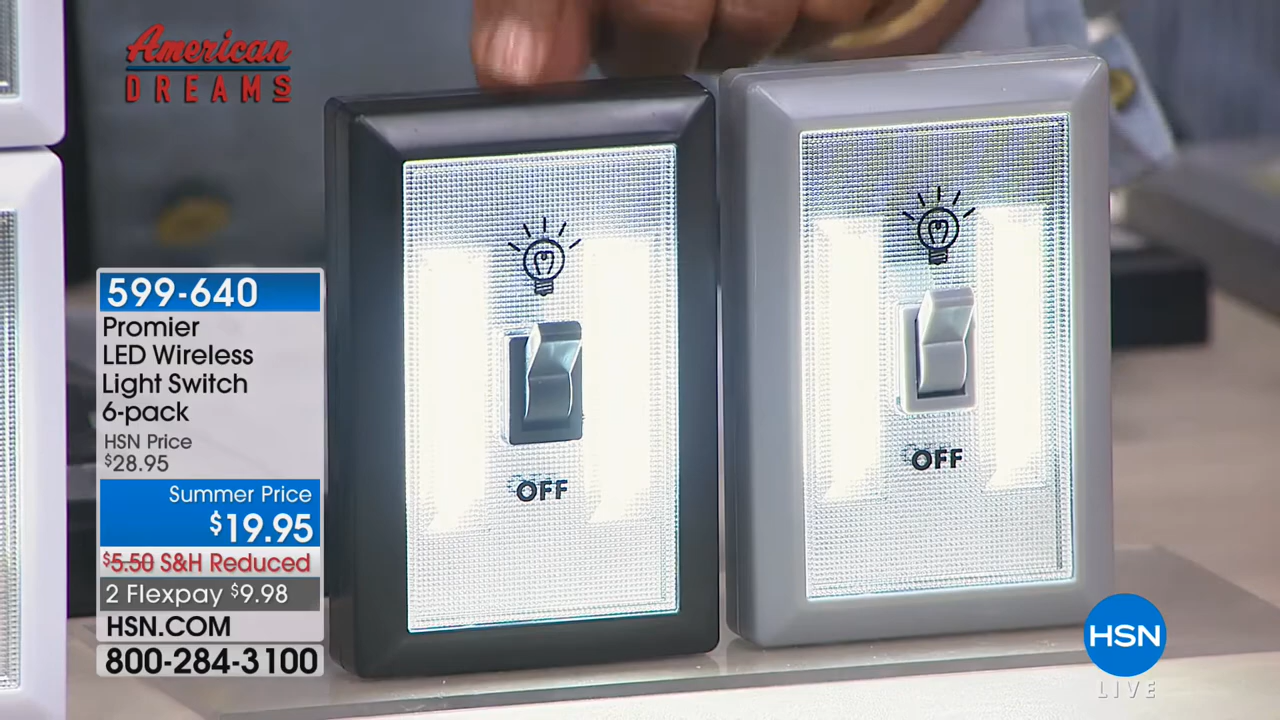 American
DREAMS
599-640
Promier
LED Wireless
Light Switch
6-pack
HSN Price
$28.95
Summer Price
$19.95
$5.50 S&H Reduced
2 Flexpay $9.98
HSN.COM
800-284-3100
OFF
OFF
HSN
LIVE